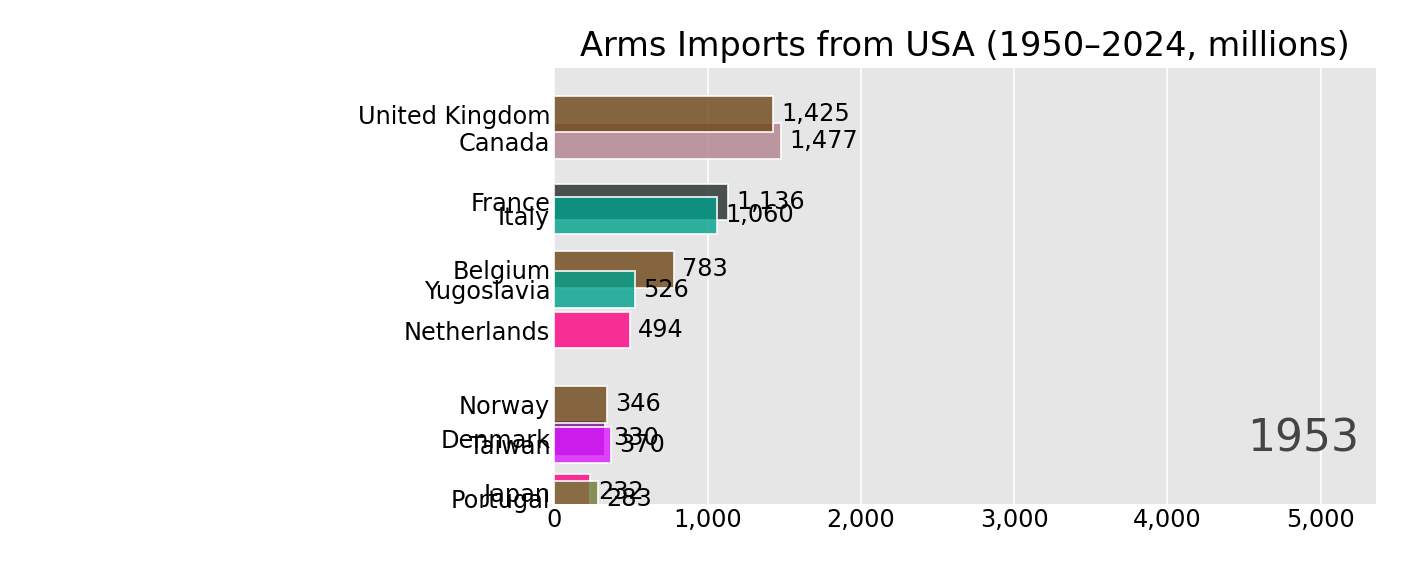 Arms Imports from USA (1950–2024, millions)
United Kingdom 1,425
Canada 1,477
France 1,136
Italy 1,060
Belgium 783
Yugoslavia 526
Netherlands 494
Norway 346
Denmark 330
Taiwan 370
Japan 232
Portugal 283
1953
0 1,000 2,000 3,000 4,000 5,000